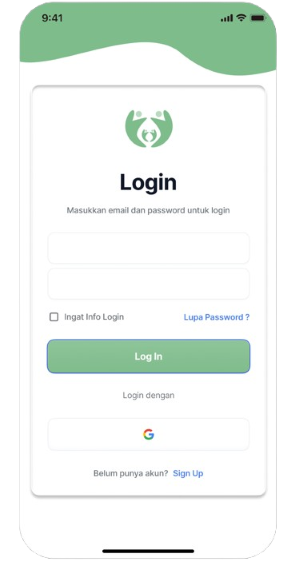 9:41
Login
Masukkan email dan password untuk login
Ingat Info Login Lupa Password ?
Log In
Login dengan
Belum punya akun? Sign Up